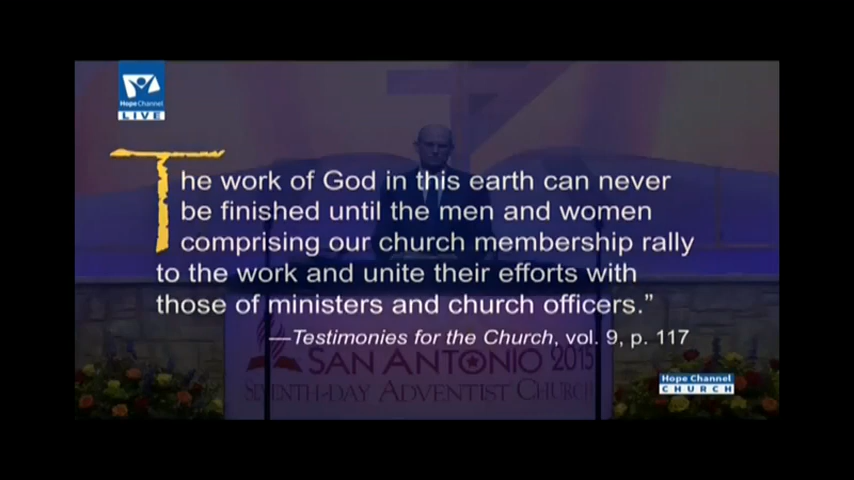 Hope Channel
LIVE
The work of God in this earth can never
be finished until the men and women
comprising our church membership rally
to the work and unite their efforts with
those of ministers and church officers.”
—Testimonies for the Church, vol. 9, p. 117
SAN ANTONIO 2015
SEVENTH-DAY ADVENTIST CHURCH
Hope Channel
CHURCH